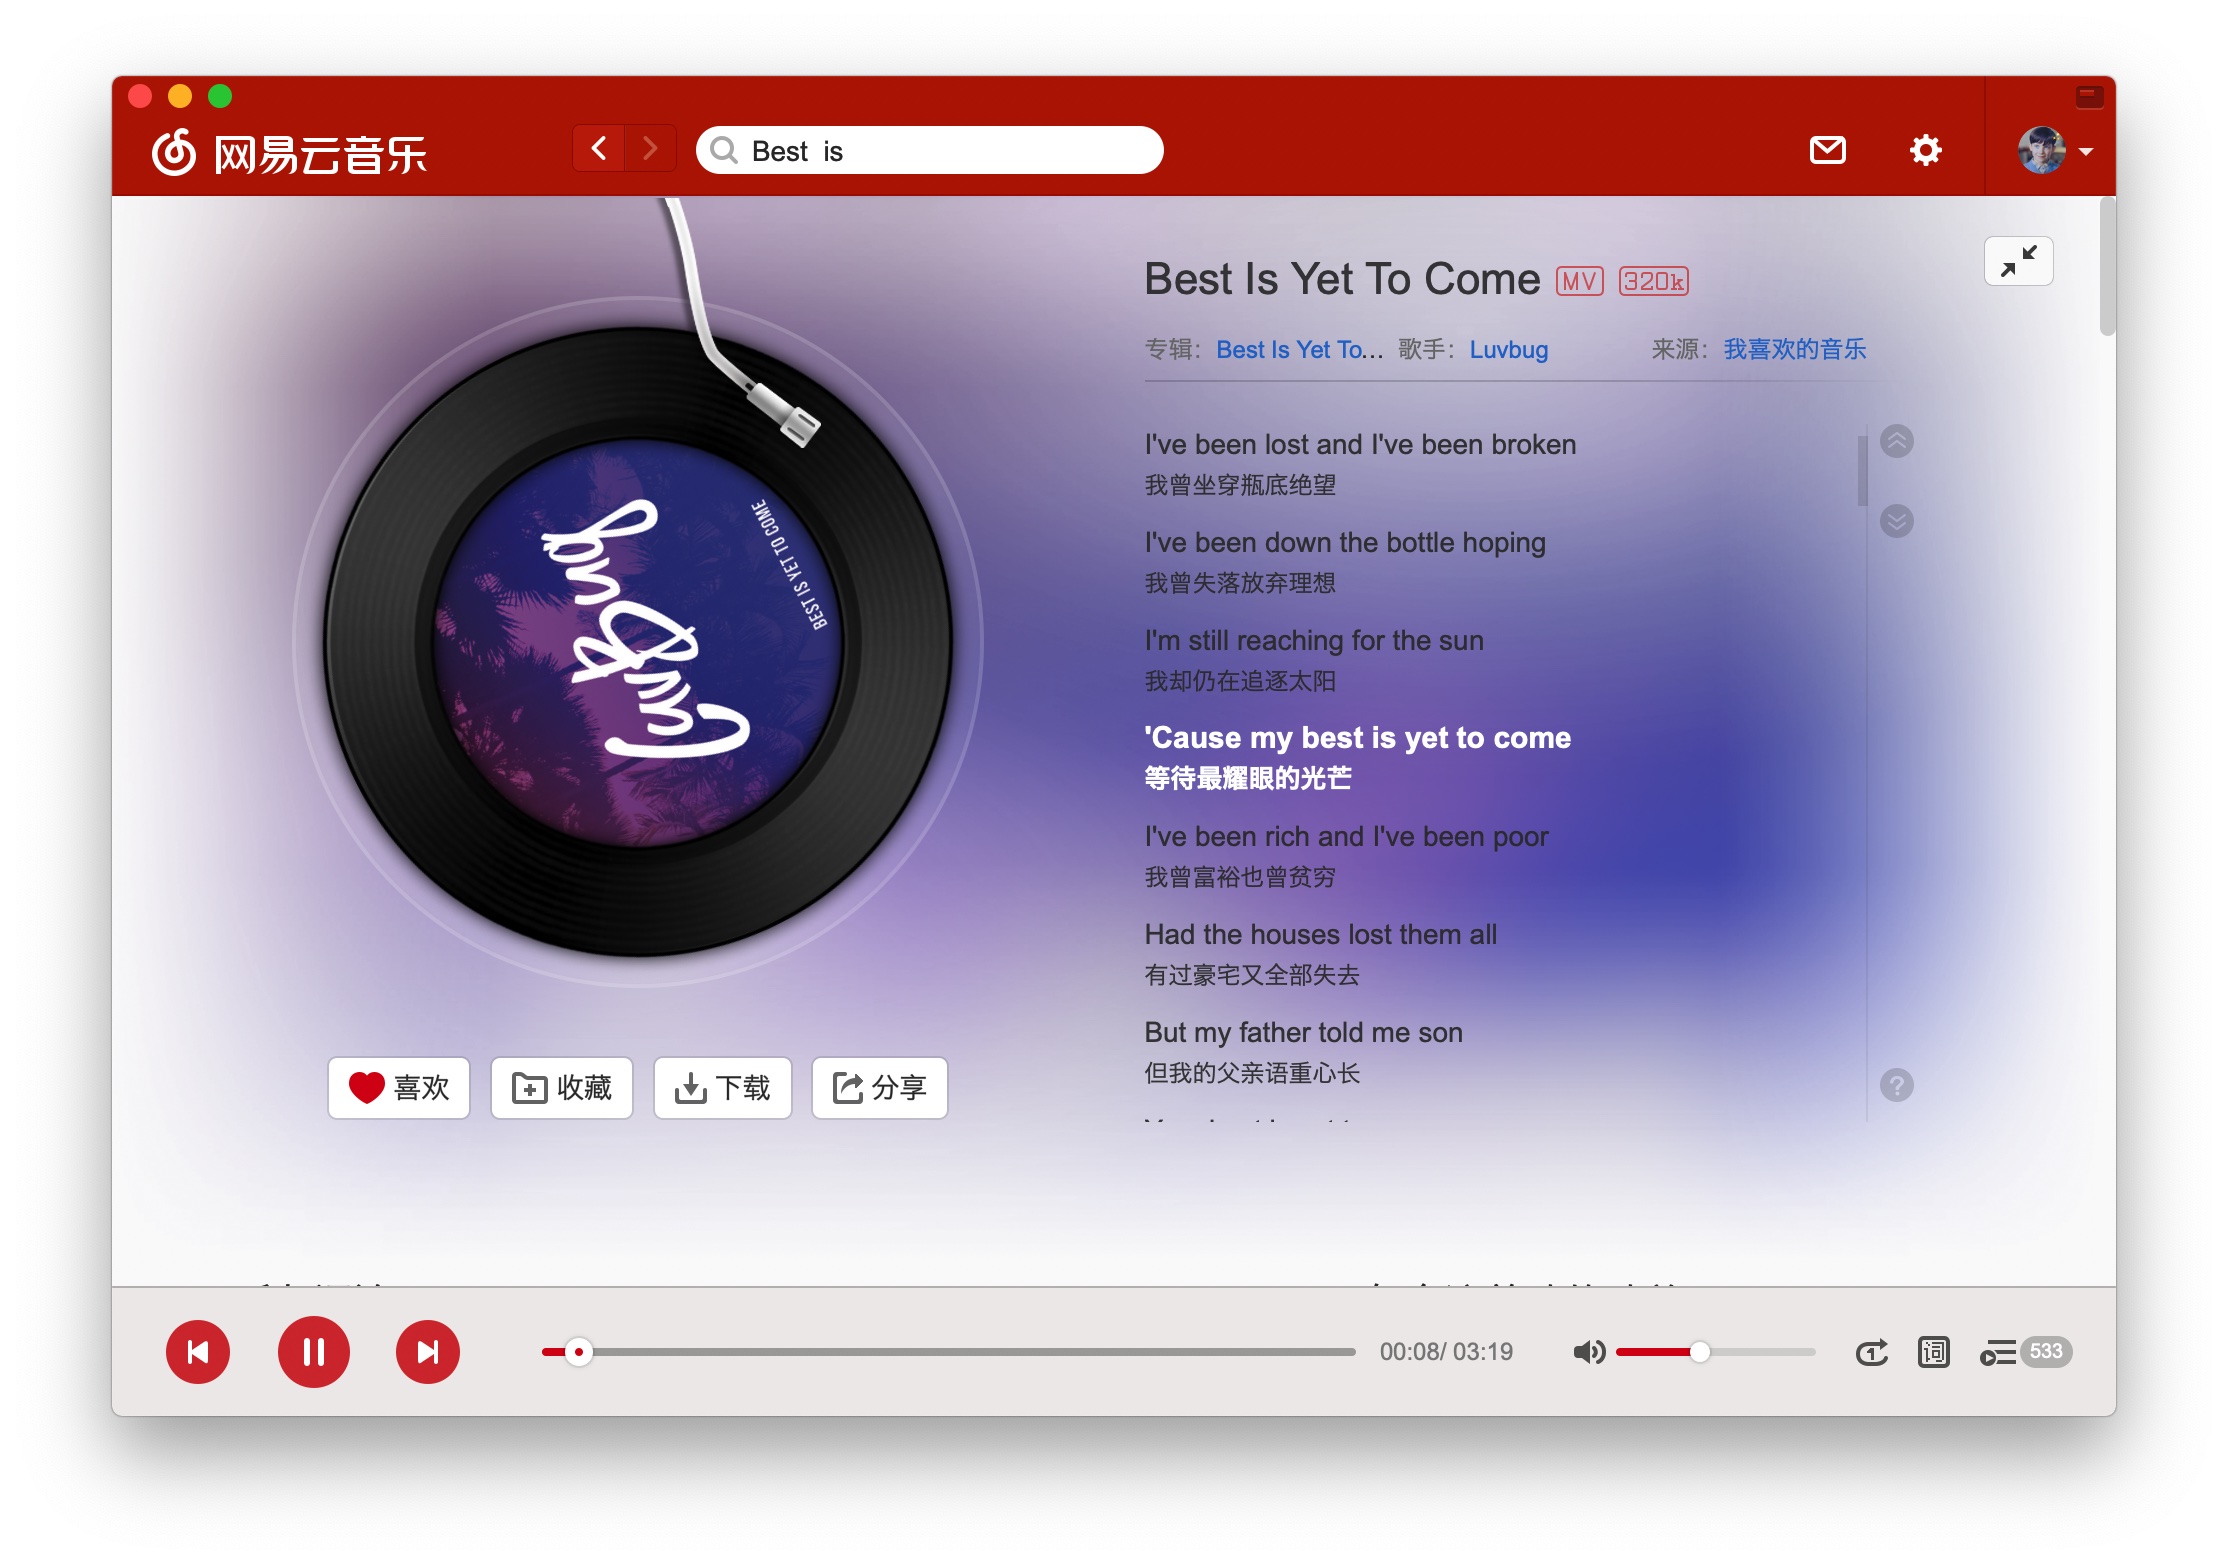 网易云音乐
Best  is
Best Is Yet To Come MV 320k
专辑: Best Is Yet To... 歌手: Luvbug 来源: 我喜欢的音乐
BEST IS YET TO COME
LuvBug
I've been lost and I've been broken
我曾坐穿瓶底绝望
I've been down the bottle hoping
我曾失落放弃理想
I'm still reaching for the sun
我却仍在追逐太阳
'Cause my best is yet to come
等待最耀眼的光芒
I've been rich and I've been poor
我曾富裕也曾贫穷
Had the houses lost them all
有过豪宅又全部失去
But my father told me son
但我的父亲语重心长
喜欢 收藏 下载 分享
?
00:08/ 03:19 1 词 533